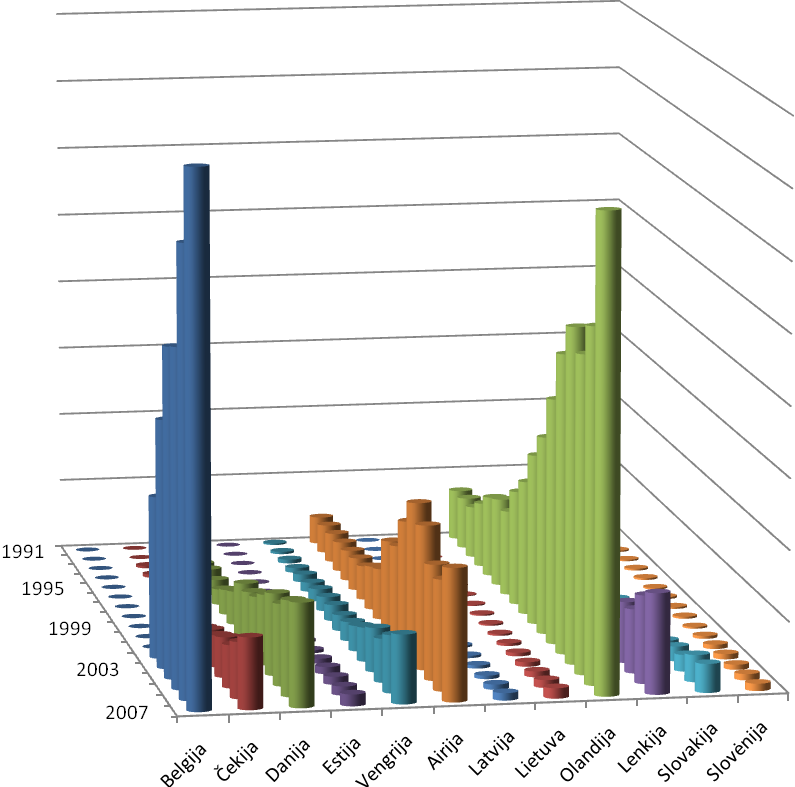 1991
1995
1999
2003
2007
Belgija
Čekija
Danija
Estija
Vengrija
Airija
Latvija
Lietuva
Olandija
Lenkija
Slovakija
Slovėnija